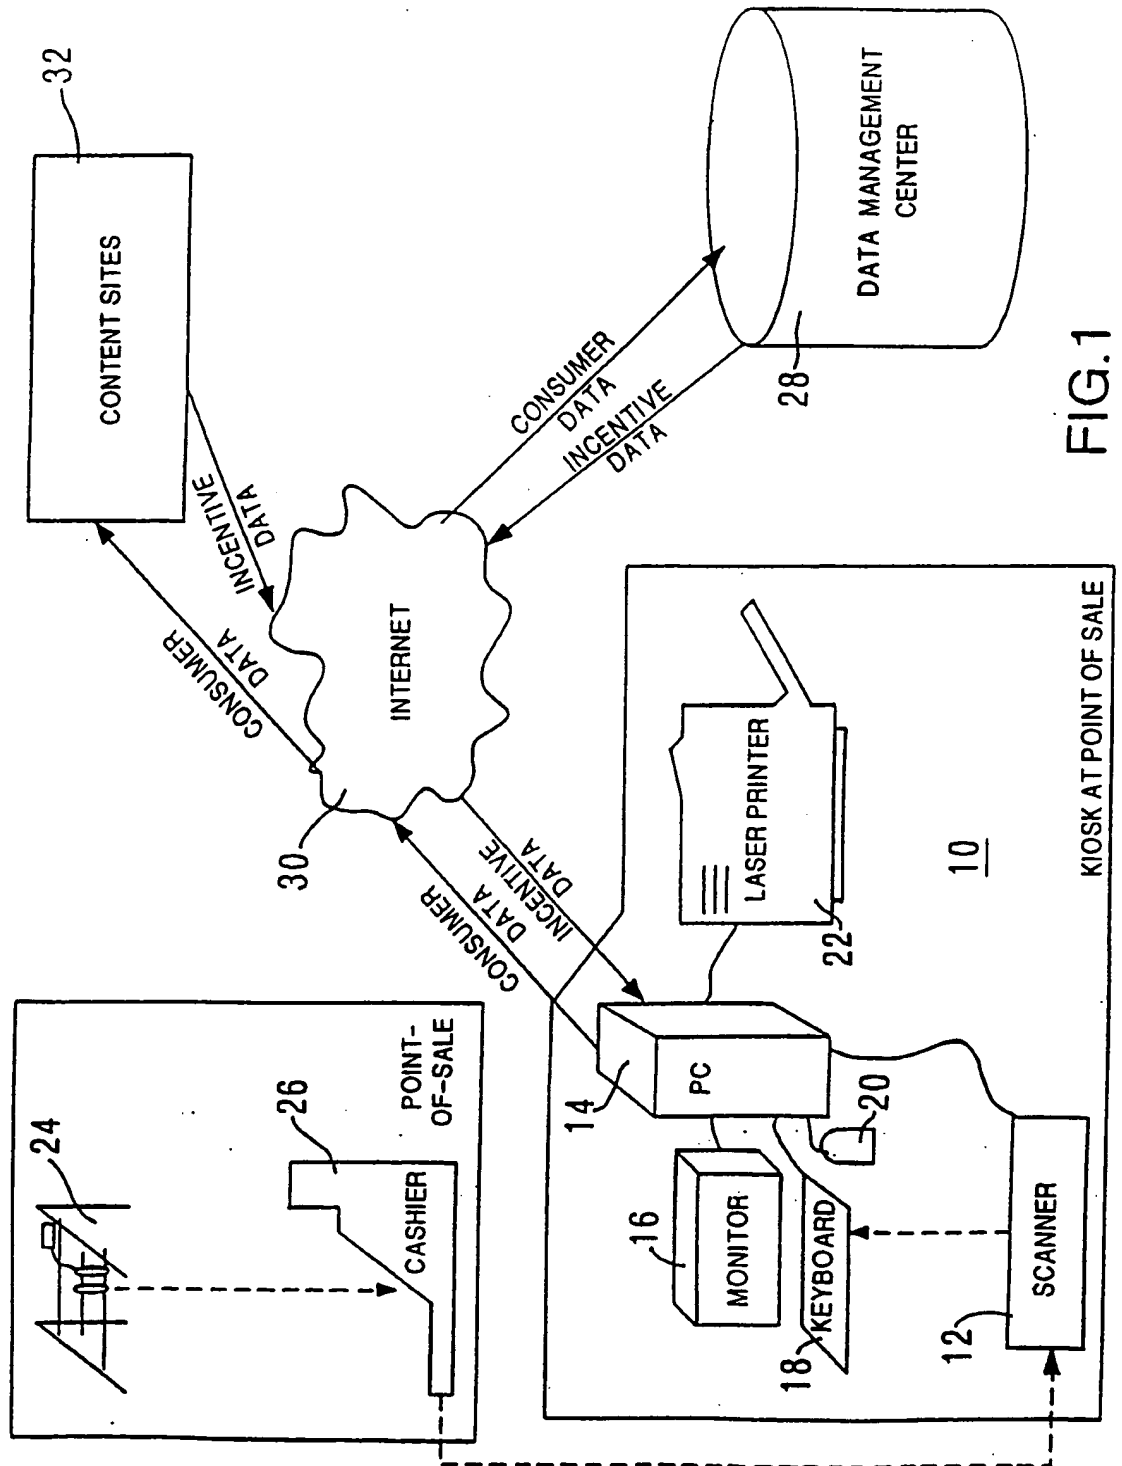 32
CONTENT SITES
INCENTIVE
DATA
CONSUMER
DATA
INTERNET
30
CONSUMER
DATA
INCENTIVE
DATA
DATA MANAGEMENT
CENTER
28
CONSUMER
DATA
INCENTIVE
DATA
24
26
CASHIER
POINT-
OF-SALE
14
PC
16
MONITOR
18
KEYBOARD
20
12
SCANNER
LASER PRINTER
22
10
KIOSK AT POINT OF SALE
FIG.1